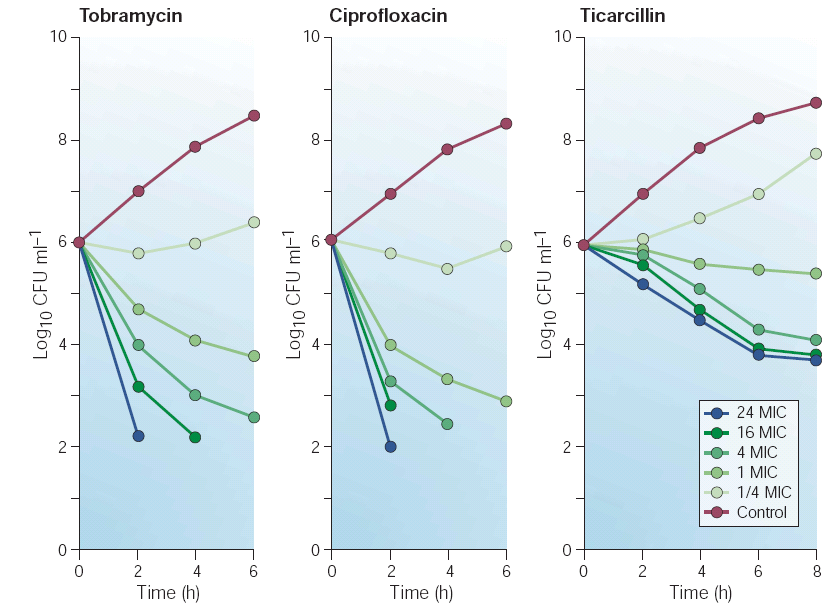 Tobramycin
10
8
6
4
2
0
Log10 CFU ml–1
0 2 4 6
Time (h)
Ciprofloxacin
10
8
6
4
2
0
Log10 CFU ml–1
0 2 4 6
Time (h)
Ticarcillin
10
8
6
4
2
0
Log10 CFU ml–1
0 2 4 6 8
Time (h)
24 MIC
16 MIC
4 MIC
1 MIC
1/4 MIC
Control